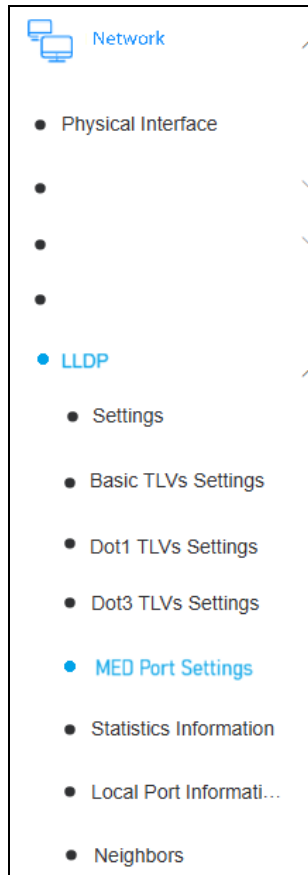 Network
Physical Interface
LLDP
Settings
Basic TLVs Settings
Dot1 TLVs Settings
Dot3 TLVs Settings
MED Port Settings
Statistics Information
Local Port Informati...
Neighbors